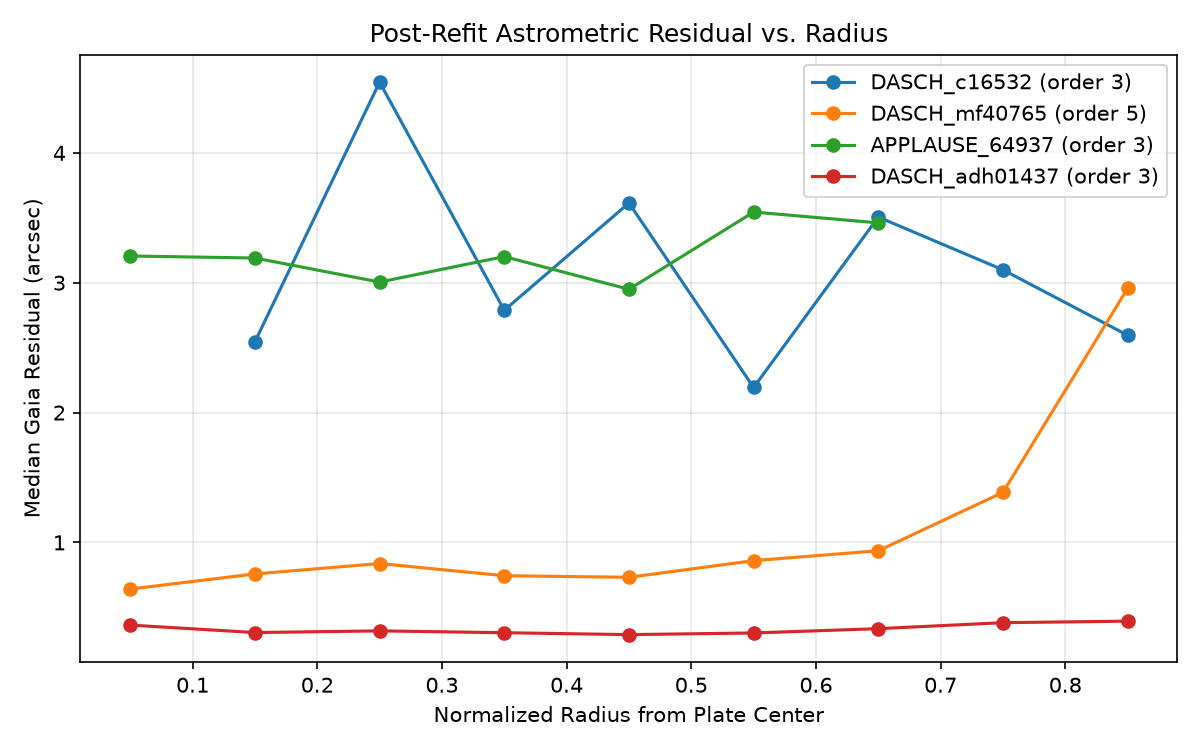 Post-Refit Astrometric Residual vs. Radius
DASCH_c16532 (order 3)
DASCH_mf40765 (order 5)
APPLAUSE_64937 (order 3)
DASCH_adh01437 (order 3)
Median Gaia Residual (arcsec)
4
3
2
1
0.1 0.2 0.3 0.4 0.5 0.6 0.7 0.8
Normalized Radius from Plate Center